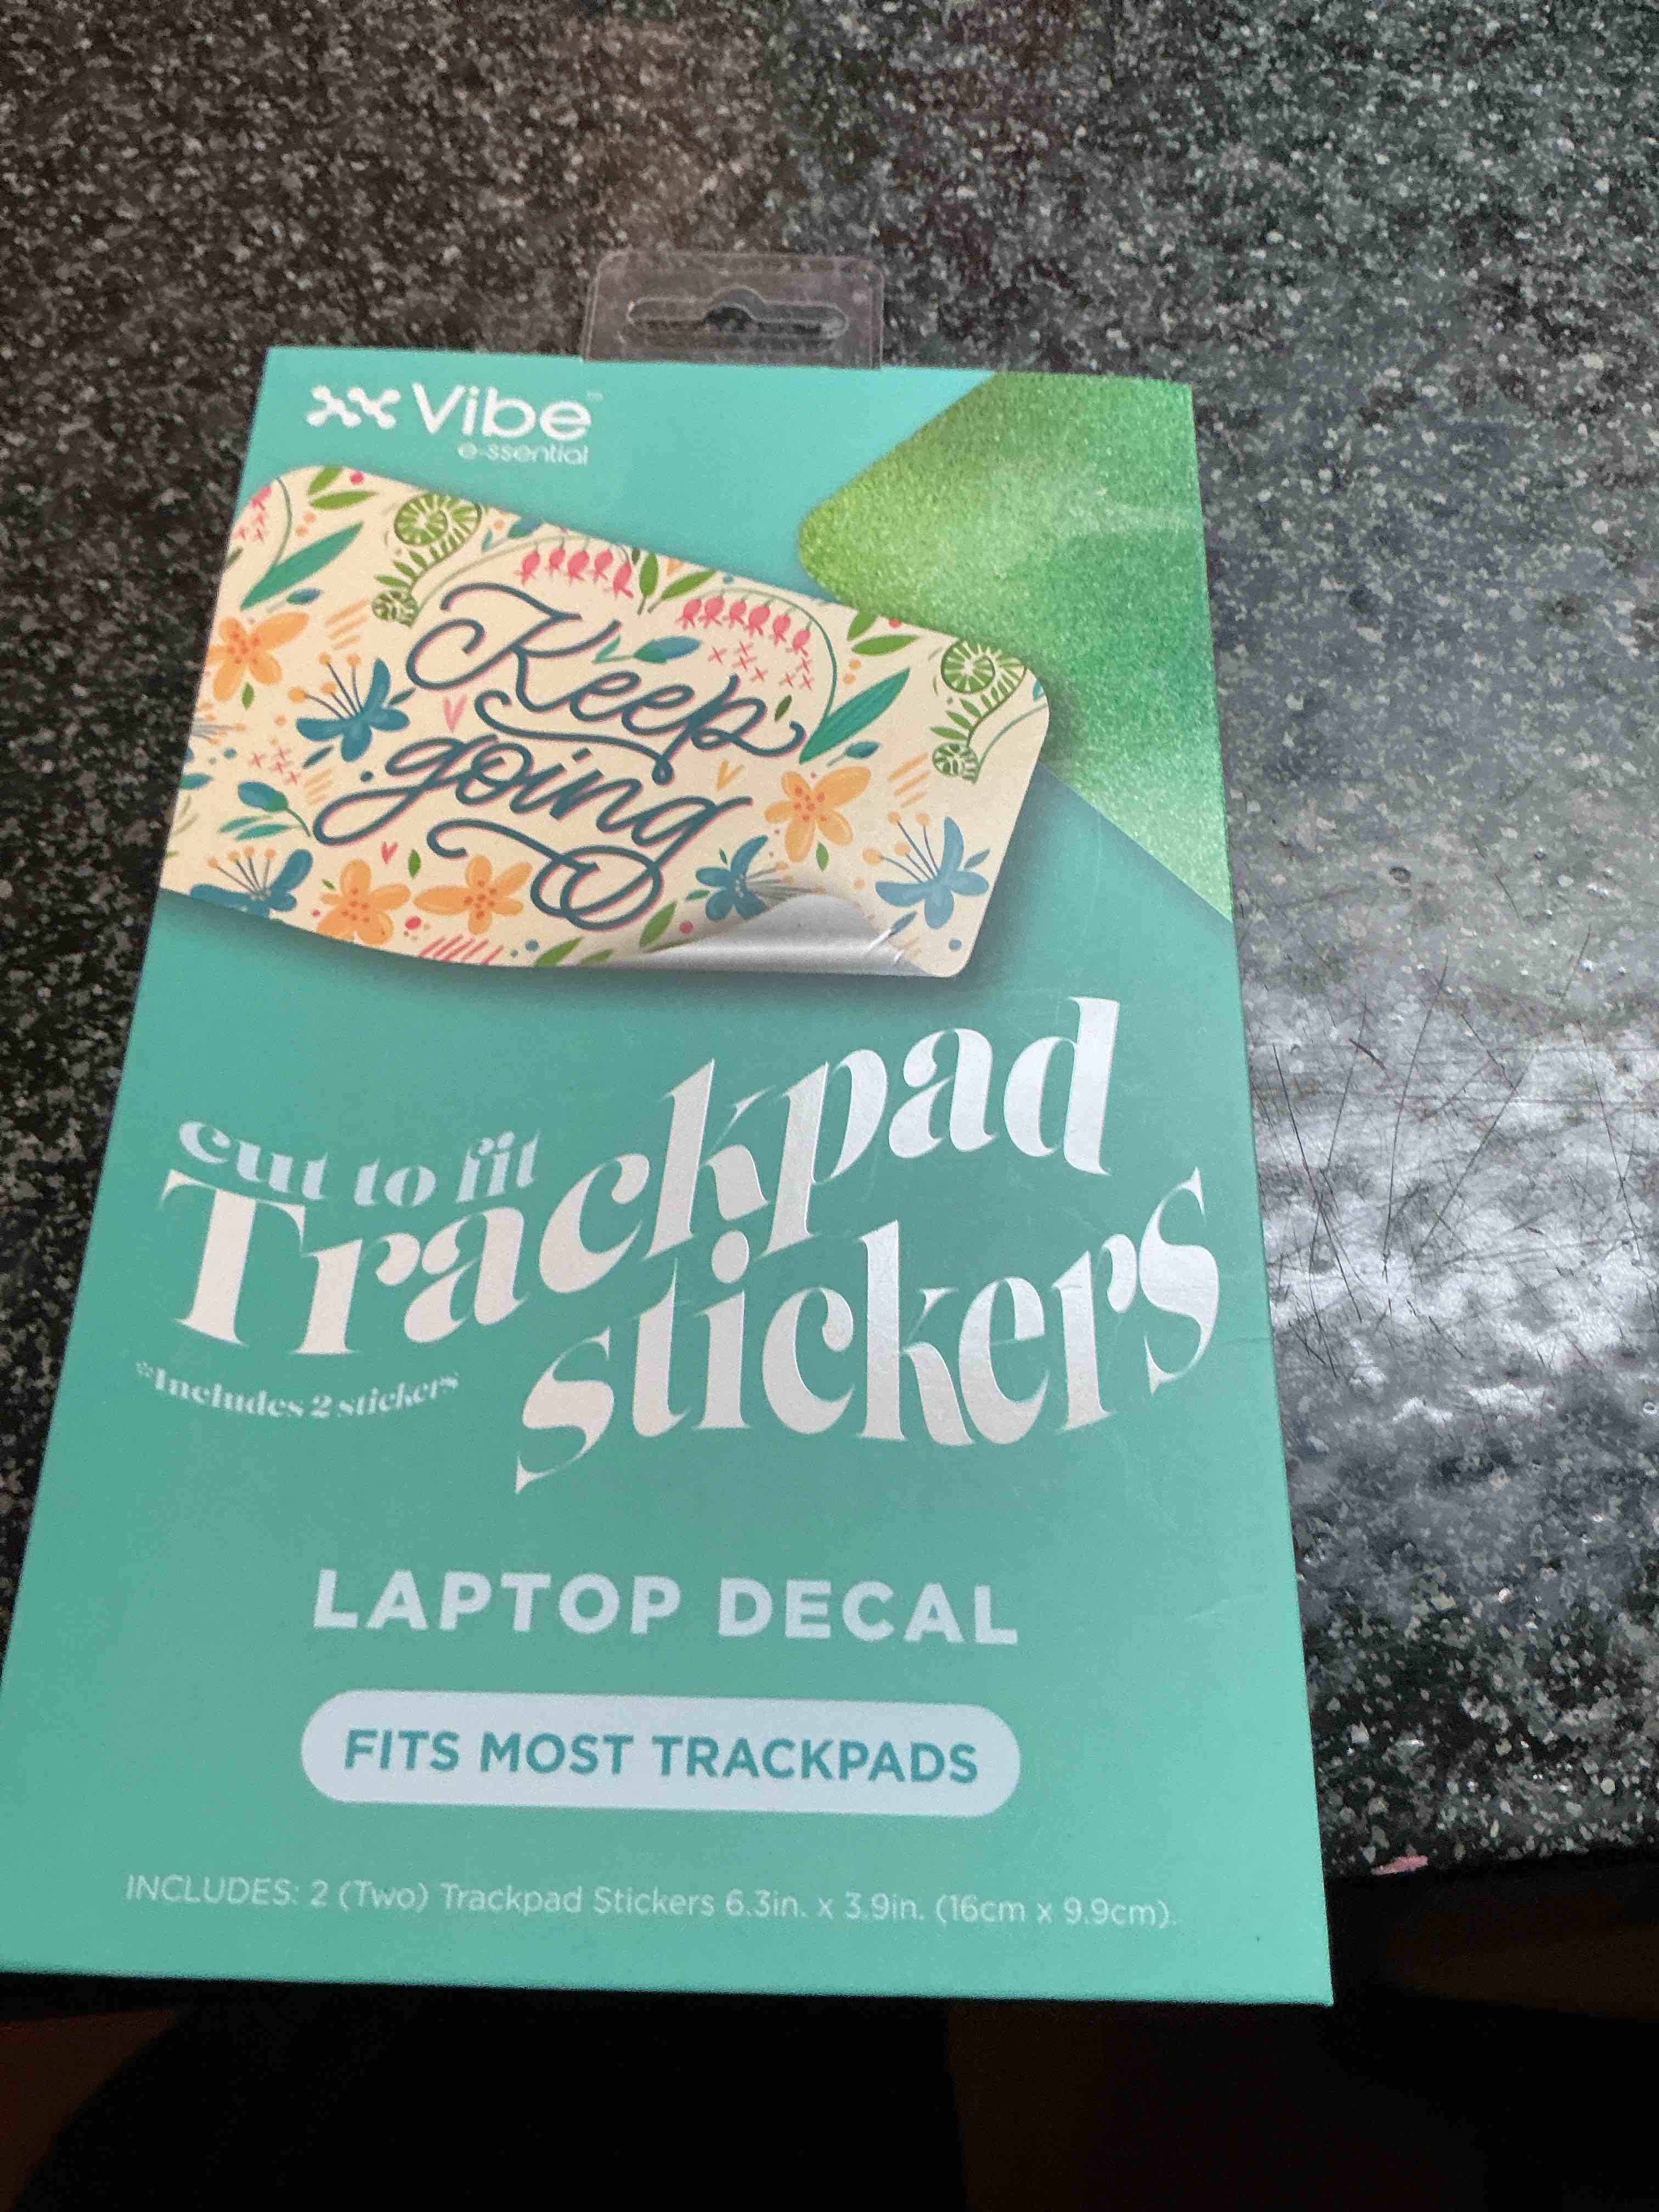 Vibe™
e-ssential
Keep
going
cut to fit
Trackpad
stickers
*Includes 2 stickers
LAPTOP DECAL
FITS MOST TRACKPADS
INCLUDES: 2 (Two) Trackpad Stickers 6.3in. x 3.9in. (16cm x 9.9cm).